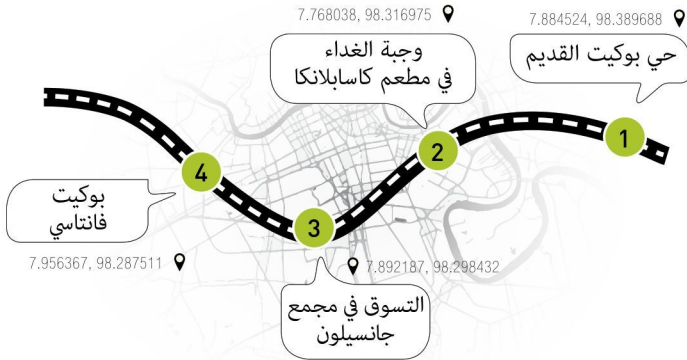 7.884524, 98.389688
حي بوكيت القديم
1
7.768038, 98.316975
وجبة الغداء
في مطعم كاسابلانكا
2
7.892187, 98.298432
التسوق في مجمع
جانسيلون
3
بوكيت
فانتاسي
4
7.956367, 98.287511